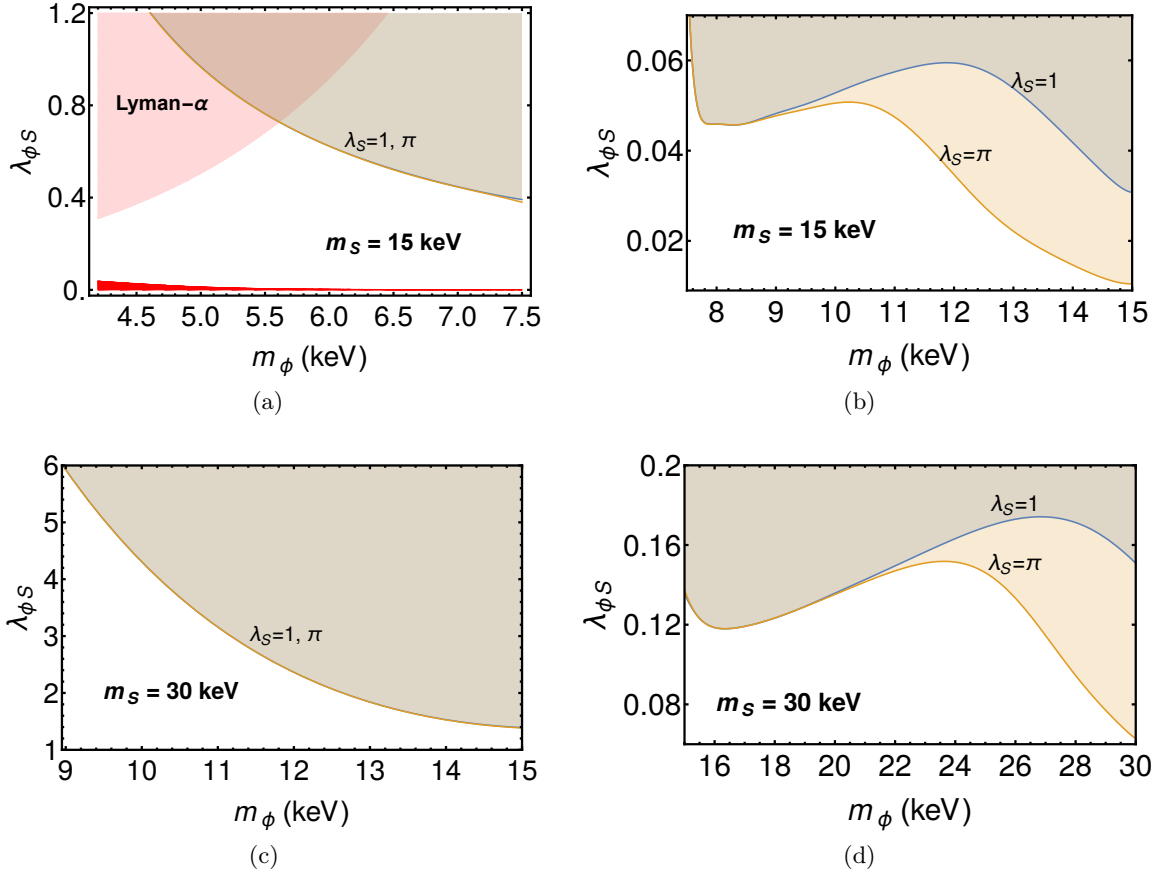 1.2
0.8
0.4
0.
λϕS
Lyman-α
λS=1, π
mS = 15 keV
4.5 5.0 5.5 6.0 6.5 7.0 7.5
mϕ (keV)
(a)
0.06
0.04
0.02
λϕS
λS=1
λS=π
mS = 15 keV
8 9 10 11 12 13 14 15
mϕ (keV)
(b)
6
5
4
3
2
1
λϕS
λS=1, π
mS = 30 keV
9 10 11 12 13 14 15
mϕ (keV)
(c)
0.2
0.16
0.12
0.08
λϕS
λS=1
λS=π
mS = 30 keV
16 18 20 22 24 26 28 30
mϕ (keV)
(d)